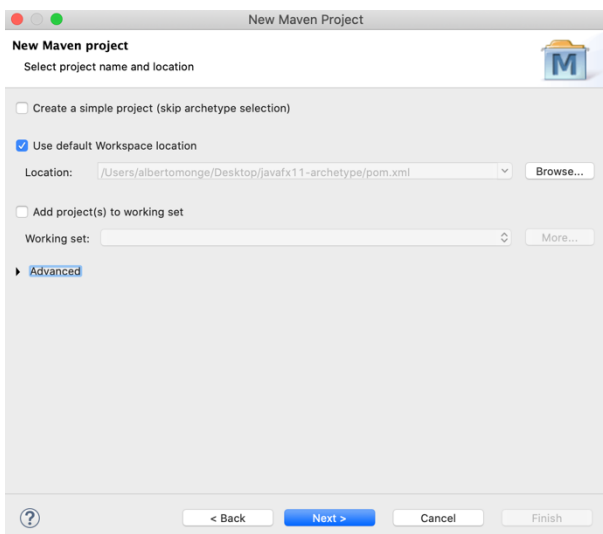 New Maven Project
New Maven project
Select project name and location
M
Create a simple project (skip archetype selection)
Use default Workspace location
Location: /Users/albertomonge/Desktop/javafx11-archetype/pom.xml Browse...
Add project(s) to working set
Working set: More...
Advanced
? < Back Next > Cancel Finish